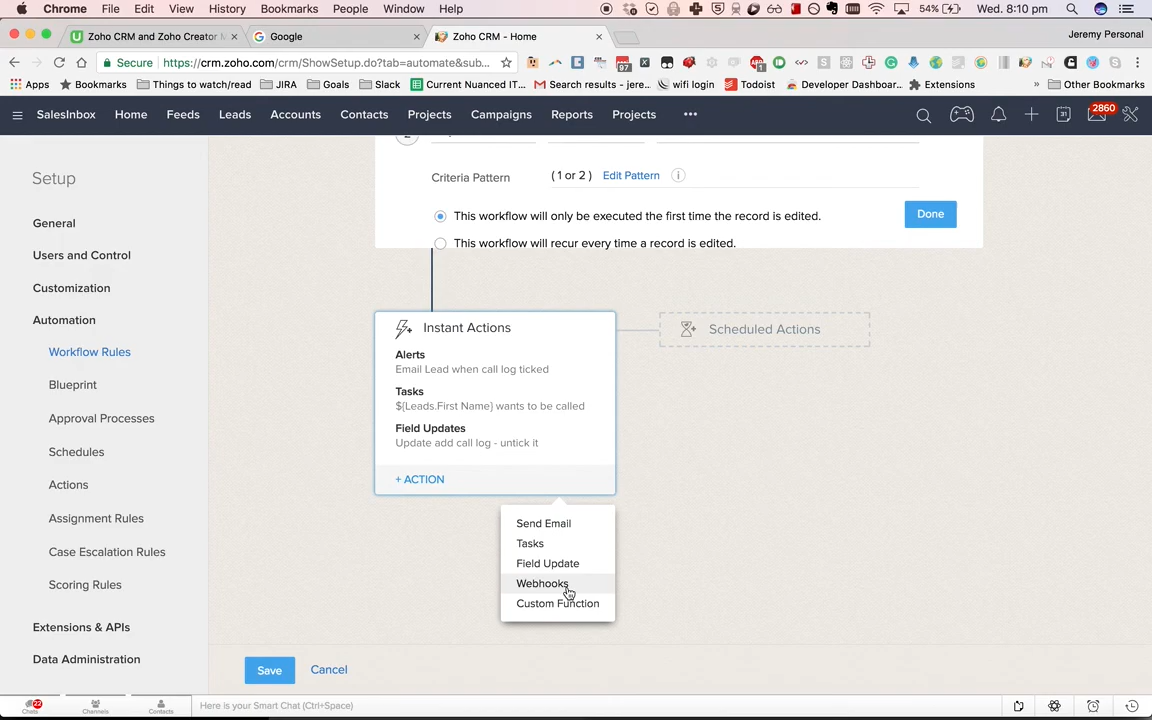 Chrome File Edit View History Bookmarks People Window Help 54% Wed. 8:10 pm
Zoho CRM and Zoho Creator M Google Zoho CRM - Home Jeremy Personal
Secure https://crm.zoho.com/crm/ShowSetup.do?tab=automate&sub... 97 1
Apps Bookmarks Things to watch/read JIRA Goals Slack Current Nuanced IT... Search results - jere... wifi login Todoist Developer Dashboar... Extensions » Other Bookmarks
SalesInbox Home Feeds Leads Accounts Contacts Projects Campaigns Reports Projects ••• 31 2860
2
Setup
Criteria Pattern ( 1 or 2 ) Edit Pattern i
This workflow will only be executed the first time the record is edited. Done
This workflow will recur every time a record is edited.
General
Users and Control
Customization
Automation
Workflow Rules
Blueprint
Approval Processes
Schedules
Actions
Assignment Rules
Case Escalation Rules
Scoring Rules
Extensions & APIs
Data Administration
Instant Actions
Alerts
Email Lead when call log ticked
Tasks
${Leads.First Name} wants to be called
Field Updates
Update add call log - untick it
+ ACTION
Scheduled Actions
Send Email
Tasks
Field Update
Webhooks
Custom Function
Save Cancel
22
Chats Channels Contacts Here is your Smart Chat (Ctrl+Space)